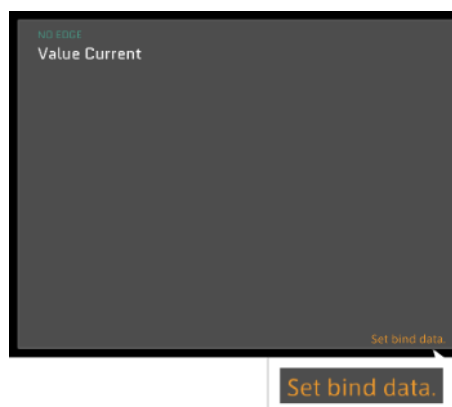 NO EDGE
Value Current
Set bind data.
Set bind data.